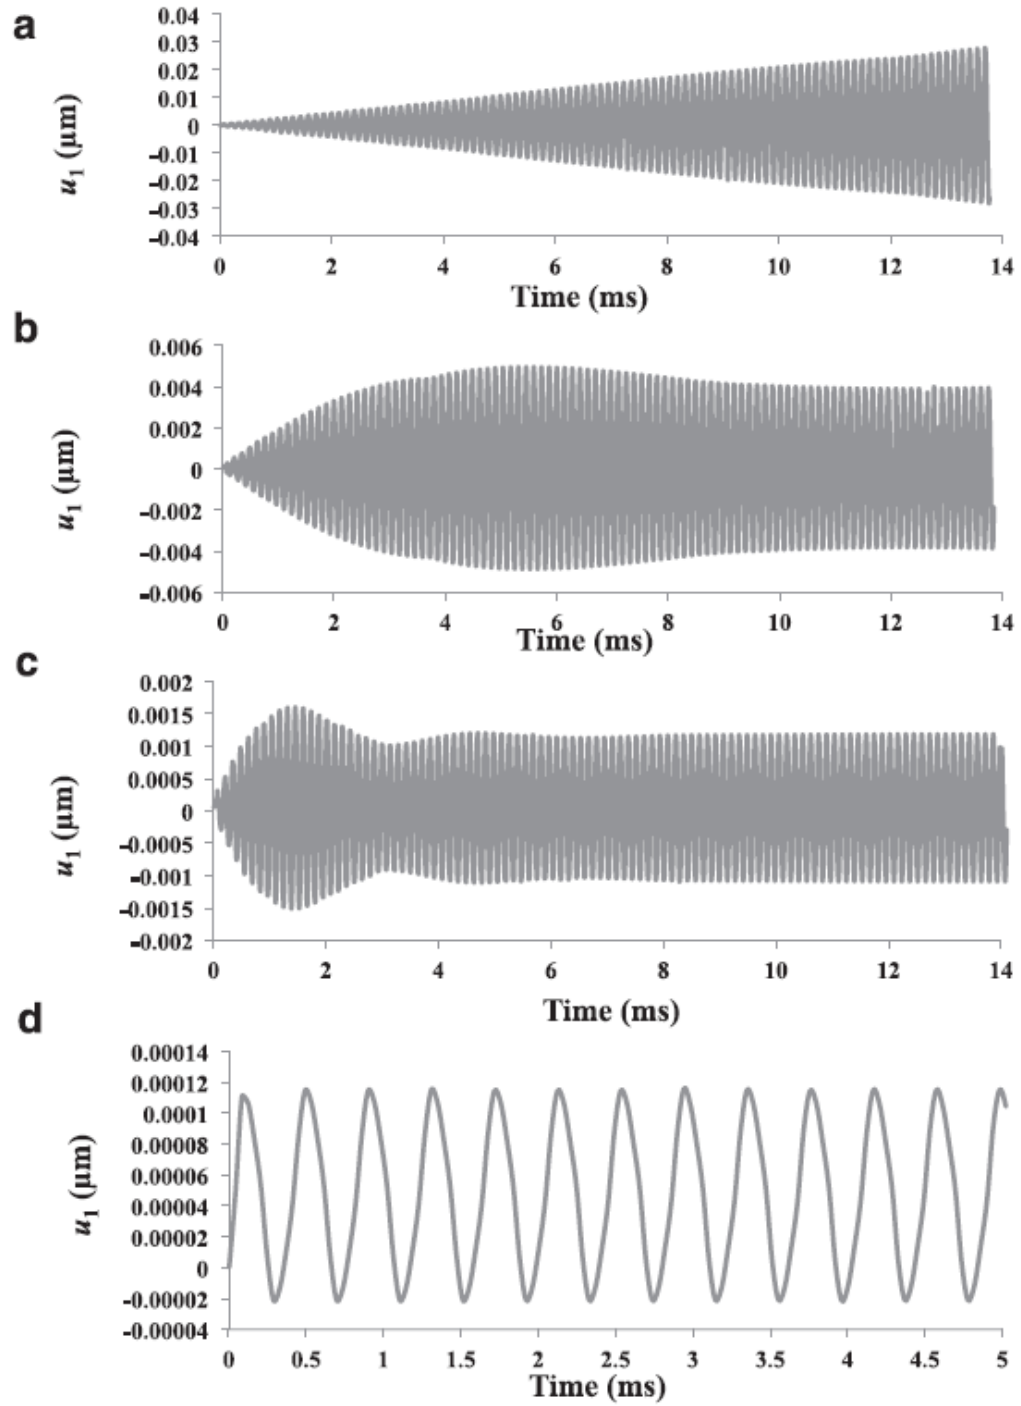 a
0.04
0.03
0.02
0.01
0
-0.01
-0.02
-0.03
-0.04
u1 (μm)
0 2 4 6 8 10 12 14
Time (ms)
b
0.006
0.004
0.002
0
-0.002
-0.004
-0.006
u1 (μm)
0 2 4 6 8 10 12 14
Time (ms)
c
0.002
0.0015
0.001
0.0005
0
-0.0005
-0.001
-0.0015
-0.002
u1 (μm)
0 2 4 6 8 10 12 14
Time (ms)
d
0.00014
0.00012
0.0001
0.00008
0.00006
0.00004
0.00002
0
-0.00002
-0.00004
u1 (μm)
0 0.5 1 1.5 2 2.5 3 3.5 4 4.5 5
Time (ms)